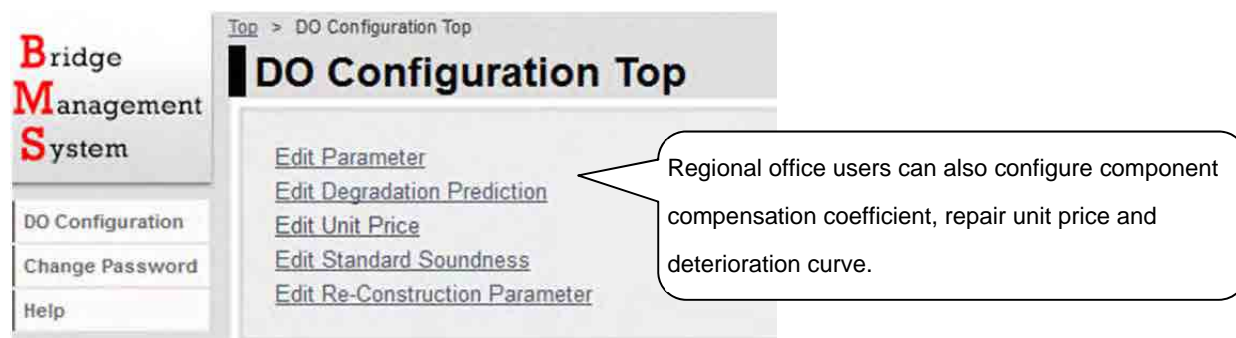 Top > DO Configuration Top
Bridge
Management
System
DO Configuration Top
Edit Parameter
Edit Degradation Prediction
Edit Unit Price
Edit Standard Soundness
Edit Re-Construction Parameter
DO Configuration
Change Password
Help
Regional office users can also configure component
compensation coefficient, repair unit price and
deterioration curve.